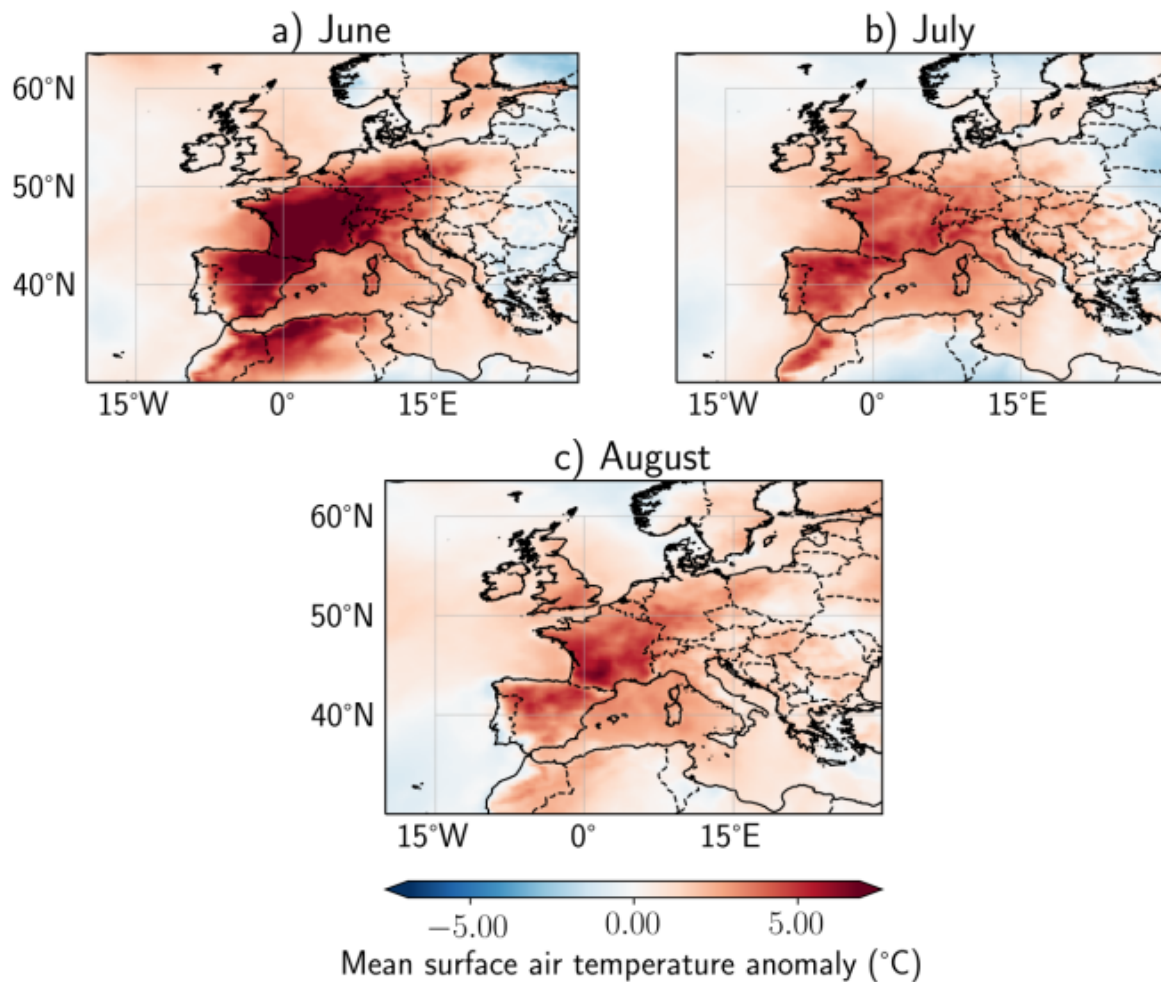 a) June
b) July
60°N
50°N
40°N
15°W 0° 15°E
15°W 0° 15°E
c) August
60°N
50°N
40°N
15°W 0° 15°E
−5.00 0.00 5.00
Mean surface air temperature anomaly (°C)